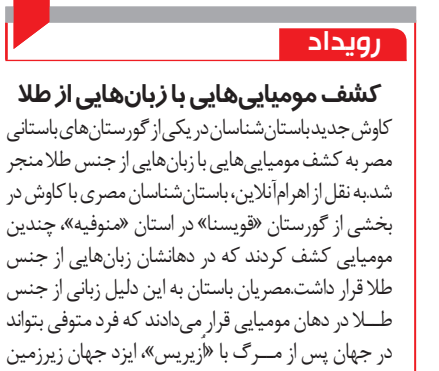 رویداد
کشف مومیایی‌هایی با زبان‌هایی از طلا
کاوش جدید باستان‌شناسان در یکی از گورستان‌های باستانی
مصر به کشف مومیایی‌هایی با زبان‌هایی از جنس طلا منجر
شد.به نقل از اهرام‌آنلاین، باستان‌شناسان مصری با کاوش در
بخشی از گورستان «قویسنا» در استان «منوفیه»، چندین
مومیایی کشف کردند که در دهانشان زبان‌هایی از جنس
طلا قرار داشت.مصریان باستان به این دلیل زبانی از جنس
طـلا در دهان مومیایی قرار می‌دادند که فرد متوفی بتواند
در جهان پس از مـرگ با «اُزیریس»، ایزد جهان زیرزمین